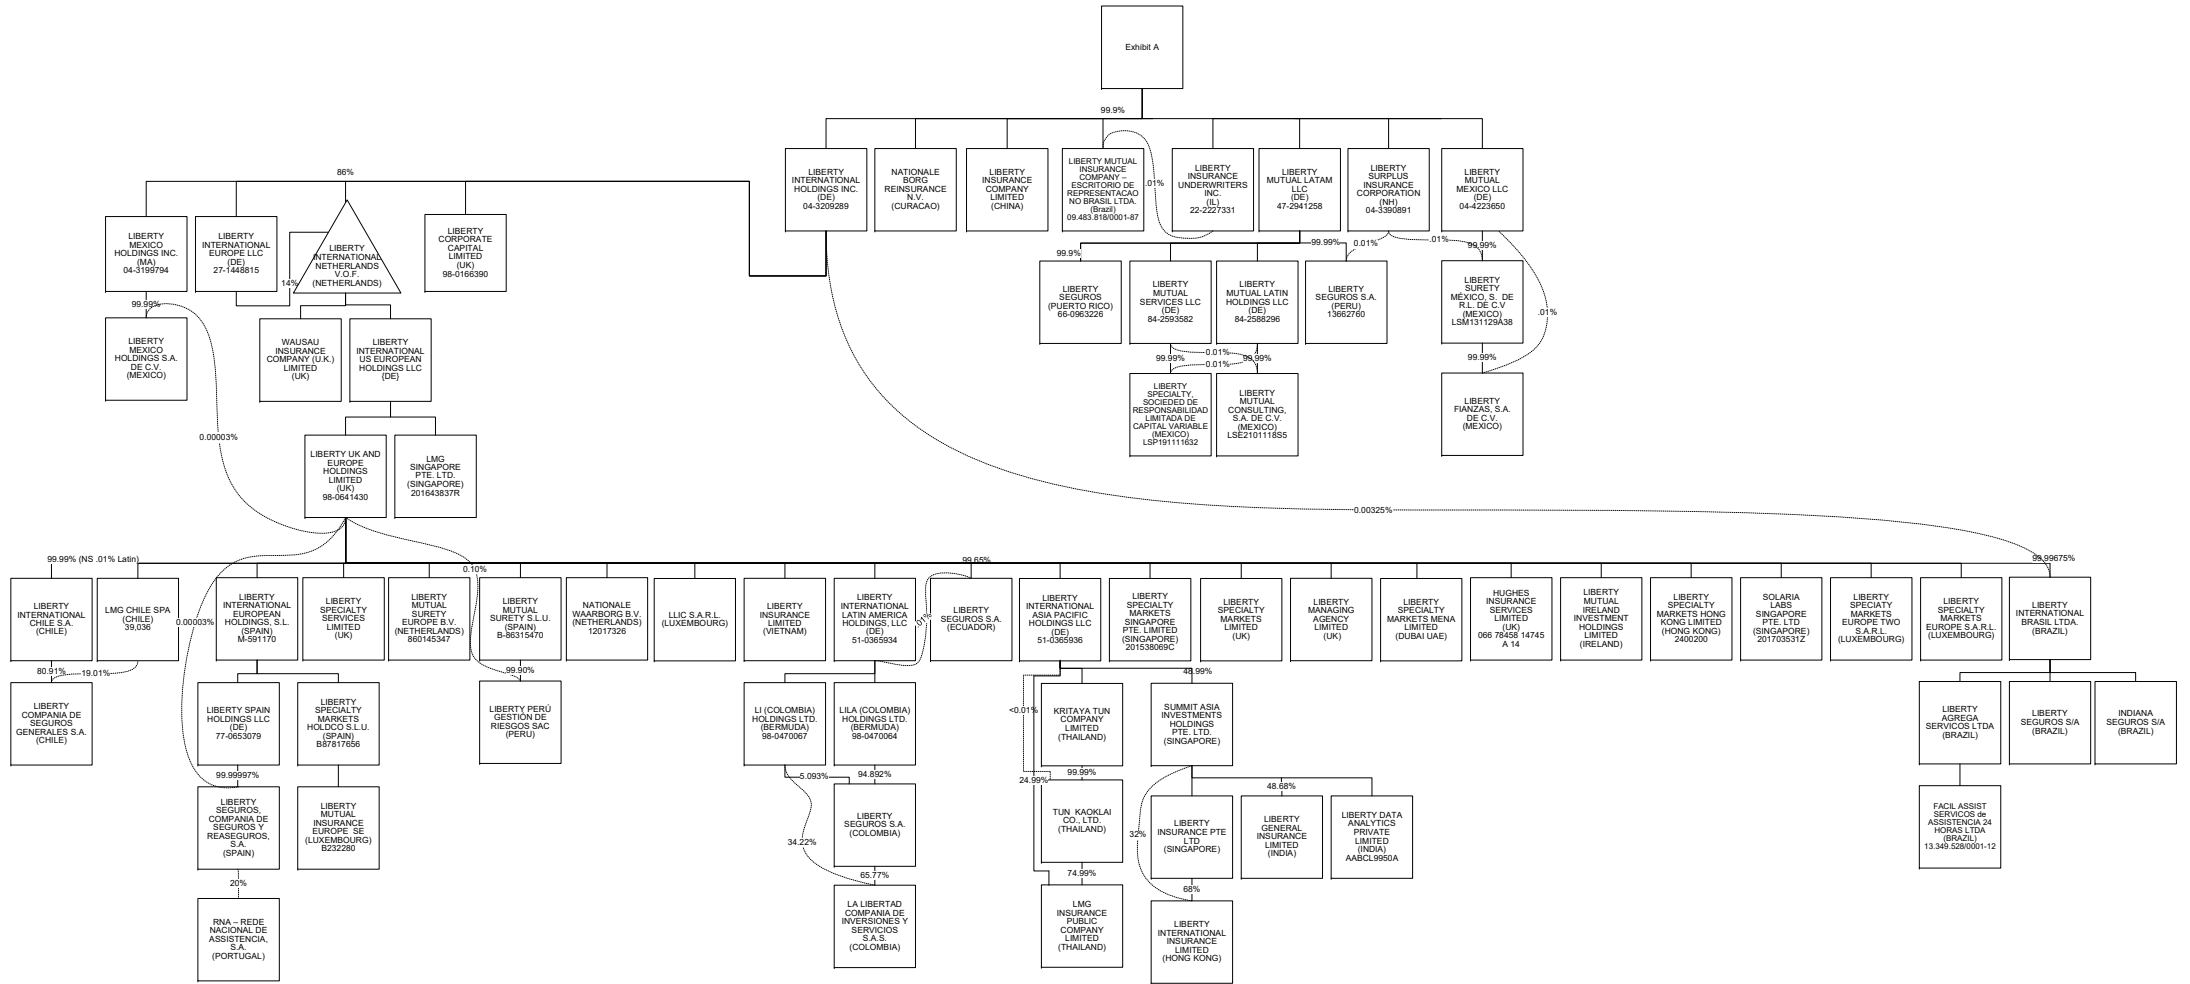 Exhibit A
99.9%
LIBERTY
INTERNATIONAL
HOLDINGS INC.
(DE)
04-3209289
NATIONALE
BORG
REINSURANCE
N.V.
(CURACAO)
LIBERTY
INSURANCE
COMPANY
LIMITED
(CHINA)
LIBERTY MUTUAL
INSURANCE
COMPANY –
ESCRITORIO DE
REPRESENTACAO
NO BRASIL LTDA.
(Brazil)
09.483.818/0001-87
.01%
LIBERTY
INSURANCE
UNDERWRITERS
INC.
(IL)
22-2227331
LIBERTY
MUTUAL LATAM
LLC
(DE)
47-2941258
LIBERTY
SURPLUS
INSURANCE
CORPORATION
(NH)
04-3390891
LIBERTY
MUTUAL
MEXICO LLC
(DE)
04-4223650
86%
LIBERTY
MEXICO
HOLDINGS INC.
(MA)
04-3199794
LIBERTY
INTERNATIONAL
EUROPE LLC
(DE)
27-1448815
14%
LIBERTY
INTERNATIONAL
NETHERLANDS
V.O.F.
(NETHERLANDS)
LIBERTY
CORPORATE
CAPITAL
LIMITED
(UK)
98-0166390
99.9%
99.99%
0.01%
.01%
99.99%
LIBERTY
SEGUROS
(PUERTO RICO)
66-0963226
LIBERTY
MUTUAL
SERVICES LLC
(DE)
84-2593582
LIBERTY
MUTUAL LATIN
HOLDINGS LLC
(DE)
84-2588296
LIBERTY
SEGUROS S.A.
(PERU)
13662760
LIBERTY
SURETY
MÉXICO, S. DE
R.L. DE C.V
(MEXICO)
LSM131129A38
.01%
99.99%
LIBERTY
MEXICO
HOLDINGS S.A.
DE C.V.
(MEXICO)
WAUSAU
INSURANCE
COMPANY (U.K.)
LIMITED
(UK)
LIBERTY
INTERNATIONAL
US EUROPEAN
HOLDINGS LLC
(DE)
99.99%
0.01%
0.01%
99.99%
99.99%
LIBERTY
SPECIALTY,
SOCIEDED DE
RESPONSABILIDAD
LIMITADA DE
CAPITAL VARIABLE
(MEXICO)
LSP191111632
LIBERTY
MUTUAL
CONSULTING,
S.A. DE C.V.
(MEXICO)
LSE2101118S5
LIBERTY
FIANZAS, S.A.
DE C.V.
(MEXICO)
0.00003%
LIBERTY UK AND
EUROPE
HOLDINGS
LIMITED
(UK)
98-0641430
LMG
SINGAPORE
PTE. LTD.
(SINGAPORE)
201643837R
0.00325%
99.99% (NS .01% Latin)
0.10%
99.65%
99.99675%
LIBERTY
INTERNATIONAL
CHILE S.A.
(CHILE)
LMG CHILE SPA
(CHILE)
39,036
0.00003%
LIBERTY
INTERNATIONAL
EUROPEAN
HOLDINGS, S.L.
(SPAIN)
M-591170
LIBERTY
SPECIALTY
SERVICES
LIMITED
(UK)
LIBERTY
MUTUAL
SURETY
EUROPE B.V.
(NETHERLANDS)
860145347
LIBERTY
MUTUAL
SURETY S.L.U.
(SPAIN)
B-86315470
NATIONALE
WAARBORG B.V.
(NETHERLANDS)
12017326
LLIC S.A.R.L.
(LUXEMBOURG)
LIBERTY
INSURANCE
LIMITED
(VIETNAM)
LIBERTY
INTERNATIONAL
LATIN AMERICA
HOLDINGS, LLC
(DE)
51-0365934
.01%
LIBERTY
SEGUROS S.A.
(ECUADOR)
LIBERTY
INTERNATIONAL
ASIA PACIFIC
HOLDINGS LLC
(DE)
51-0365936
LIBERTY
SPECIALTY
MARKETS
SINGAPORE
PTE. LIMITED
(SINGAPORE)
201538069C
LIBERTY
SPECIALTY
MARKETS
LIMITED
(UK)
LIBERTY
MANAGING
AGENCY
LIMITED
(UK)
LIBERTY
SPECIALTY
MARKETS MENA
LIMITED
(DUBAI UAE)
HUGHES
INSURANCE
SERVICES
LIMITED
(UK)
066 78458 14745
A 14
LIBERTY
MUTUAL
IRELAND
INVESTMENT
HOLDINGS
LIMITED
(IRELAND)
LIBERTY
SPECIALTY
MARKETS HONG
KONG LIMITED
(HONG KONG)
2400200
SOLARIA
LABS
SINGAPORE
PTE. LTD
(SINGAPORE)
201703531Z
LIBERTY
SPECIATY
MARKETS
EUROPE TWO
S.A.R.L.
(LUXEMBOURG)
LIBERTY
SPECIALTY
MARKETS
EUROPE S.A.R.L.
(LUXEMBOURG)
LIBERTY
INTERNATIONAL
BRASIL LTDA.
(BRAZIL)
80.91%
19.01%
99.90%
48.99%
LIBERTY
COMPANIA DE
SEGUROS
GENERALES S.A.
(CHILE)
LIBERTY SPAIN
HOLDINGS LLC
(DE)
77-0653079
LIBERTY
SPECIALTY
MARKETS
HOLDCO S.L.U.
(SPAIN)
B87817656
LIBERTY PERÚ
GESTIÓN DE
RIESGOS SAC
(PERU)
LI (COLOMBIA)
HOLDINGS LTD.
(BERMUDA)
98-0470067
LILA (COLOMBIA)
HOLDINGS LTD.
(BERMUDA)
98-0470064
<0.01%
KRITAYA TUN
COMPANY
LIMITED
(THAILAND)
SUMMIT ASIA
INVESTMENTS
HOLDINGS
PTE. LTD.
(SINGAPORE)
LIBERTY
AGREGA
SERVICOS LTDA
(BRAZIL)
LIBERTY
SEGUROS S/A
(BRAZIL)
INDIANA
SEGUROS S/A
(BRAZIL)
99.99997%
5.093%
94.892%
24.99%
99.99%
48.68%
LIBERTY
SEGUROS,
COMPANIA DE
SEGUROS Y
REASEGUROS,
S.A.
(SPAIN)
LIBERTY
MUTUAL
INSURANCE
EUROPE SE
(LUXEMBOURG)
B232280
34.22%
LIBERTY
SEGUROS S.A.
(COLOMBIA)
TUN KAOKLAI
CO., LTD.
(THAILAND)
32%
LIBERTY
INSURANCE PTE
LTD
(SINGAPORE)
LIBERTY
GENERAL
INSURANCE
LIMITED
(INDIA)
LIBERTY DATA
ANALYTICS
PRIVATE
LIMITED
(INDIA)
AABCL9950A
FACIL ASSIST
SERVICOS de
ASSISTENCIA 24
HORAS LTDA
(BRAZIL)
13.349.528/0001-12
20%
65.77%
74.99%
68%
RNA – REDE
NACIONAL DE
ASSISTENCIA,
S.A.
(PORTUGAL)
LA LIBERTAD
COMPANIA DE
INVERSIONES Y
SERVICIOS
S.A.S.
(COLOMBIA)
LMG
INSURANCE
PUBLIC
COMPANY
LIMITED
(THAILAND)
LIBERTY
INTERNATIONAL
INSURANCE
LIMITED
(HONG KONG)